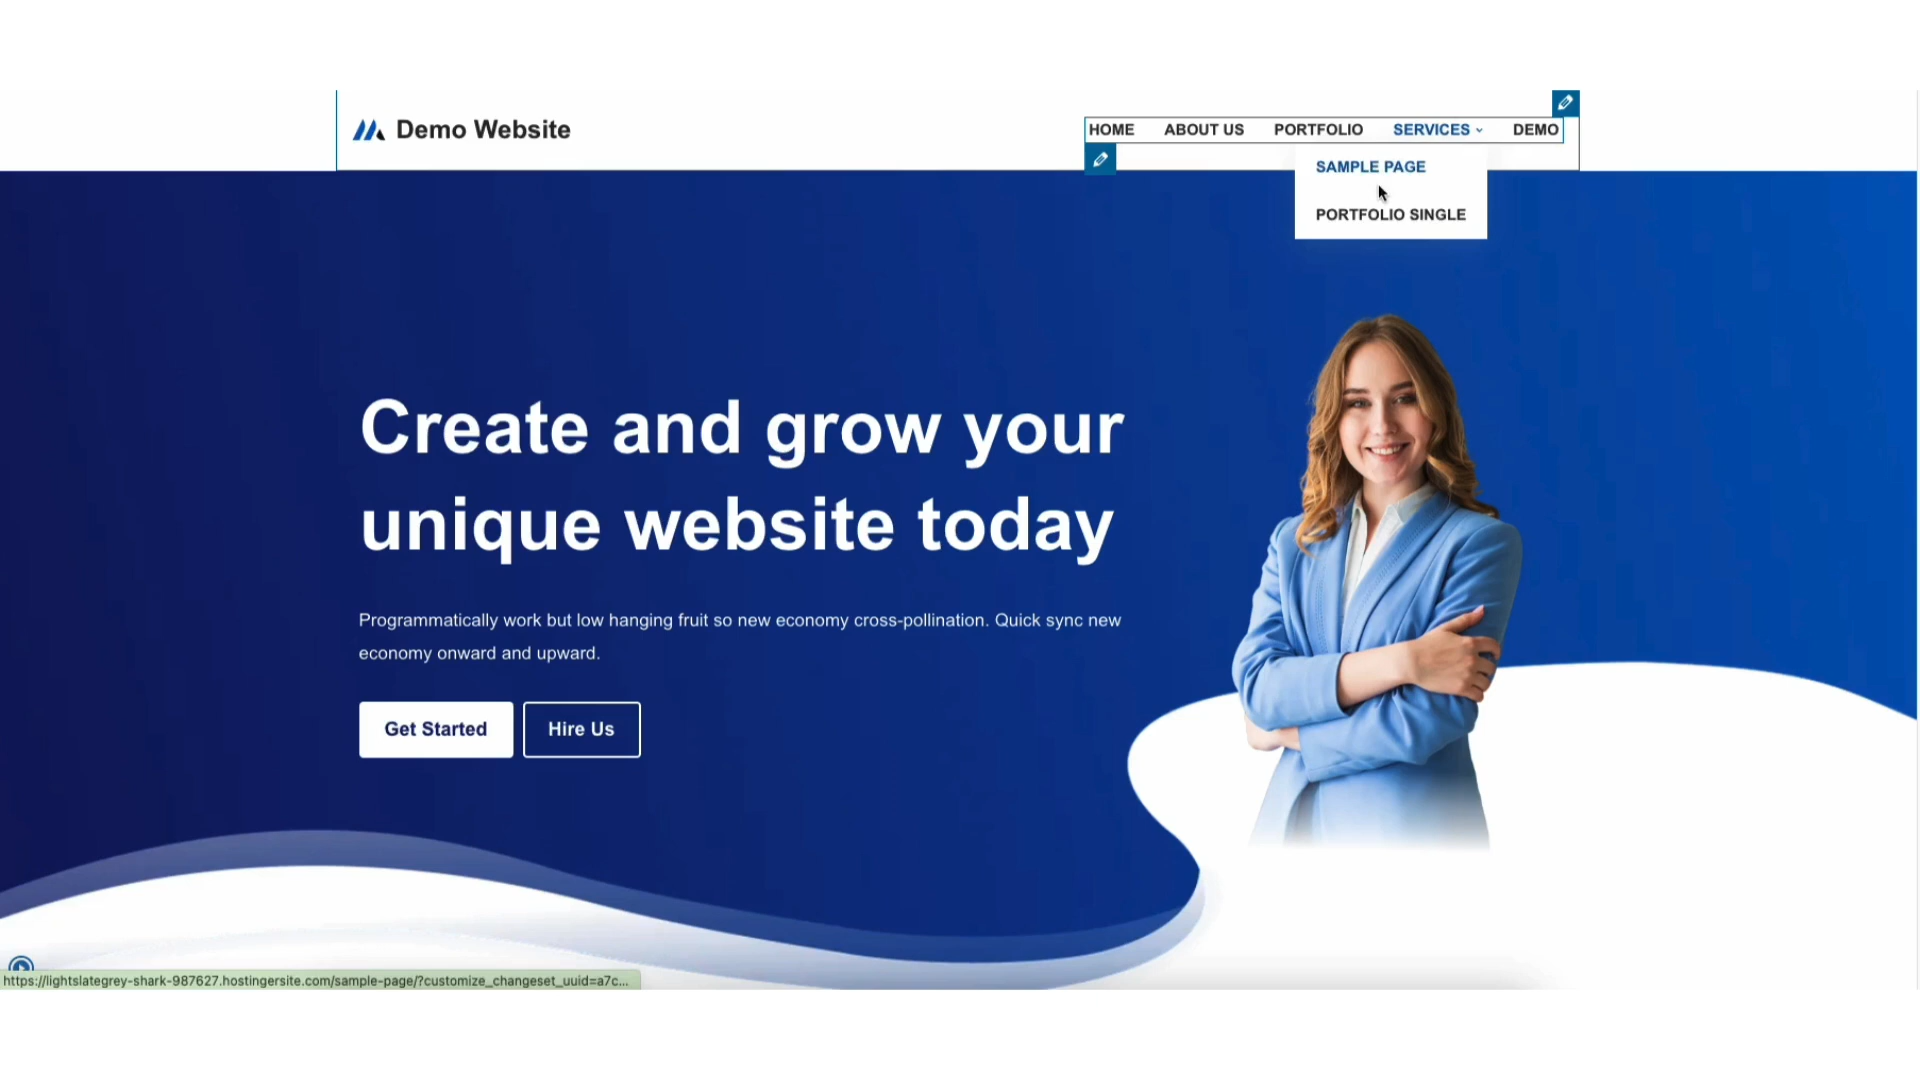 Demo Website
HOME ABOUT US PORTFOLIO SERVICES DEMO
SAMPLE PAGE
PORTFOLIO SINGLE
Create and grow your
unique website today
Programmatically work but low hanging fruit so new economy cross-pollination. Quick sync new
economy onward and upward.
Get Started Hire Us
https://lightslategrey-shark-987627.hostingersite.com/sample-page/?customize_changeset_uuid=a7c...